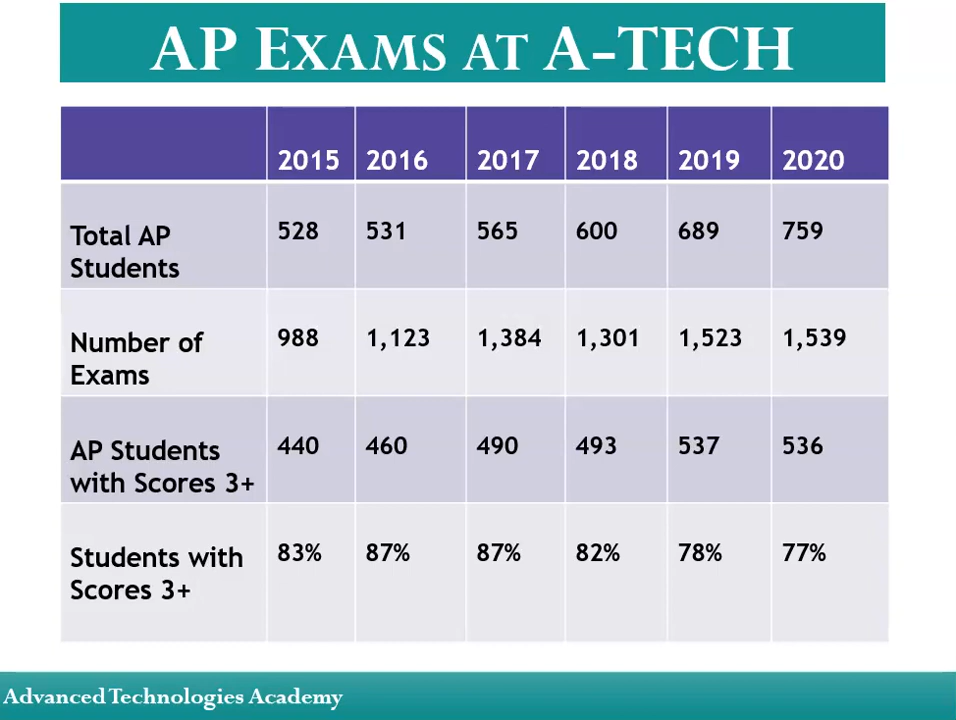 AP EXAMS AT A-TECH
2015 2016 2017 2018 2019 2020
Total AP
Students
528 531 565 600 689 759
Number of
Exams
988 1,123 1,384 1,301 1,523 1,539
AP Students
with Scores 3+
440 460 490 493 537 536
Students with
Scores 3+
83% 87% 87% 82% 78% 77%
Advanced Technologies Academy